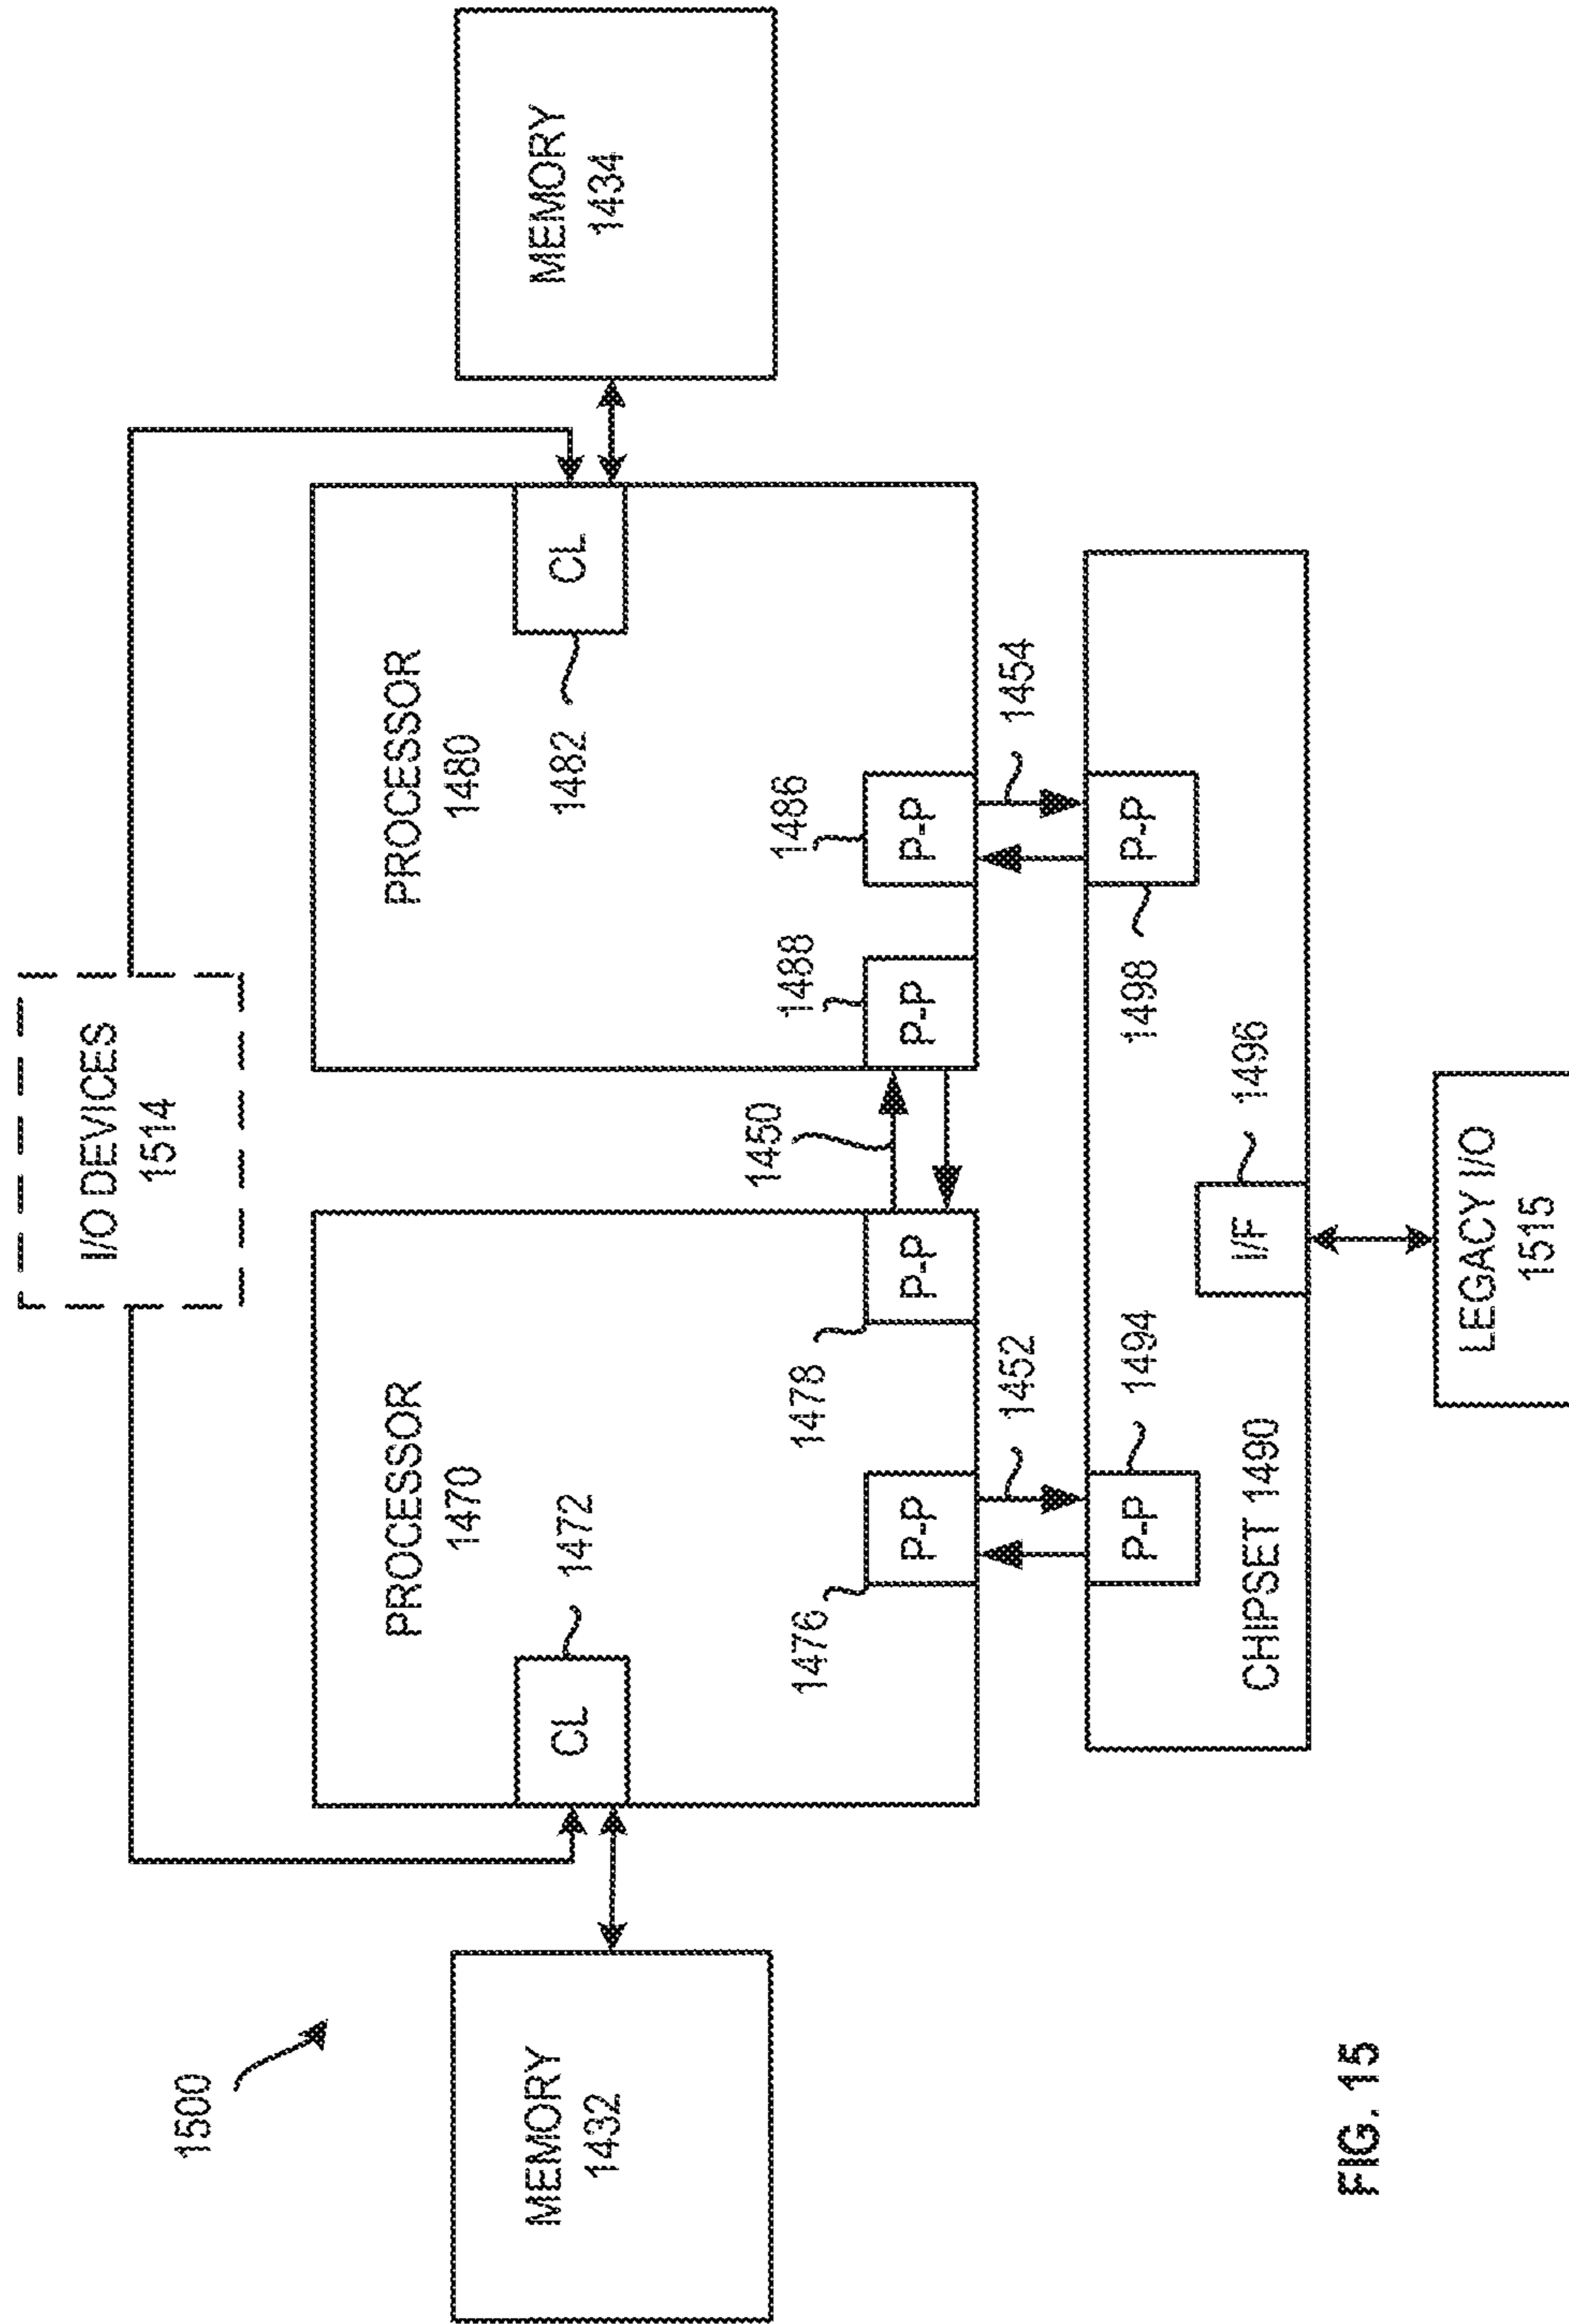 1500
I/O DEVICES
1514
PROCESSOR
1470
PROCESSOR
1480
CL
1472
CL
1482
MEMORY
1432
MEMORY
1434
1476
1478
1450
1488
1486
P-P
P-P
P-P
P-P
1452
1454
P-P
1494
1498
P-P
CHIPSET 1490
I/F
1496
LEGACY I/O
1515
FIG. 15